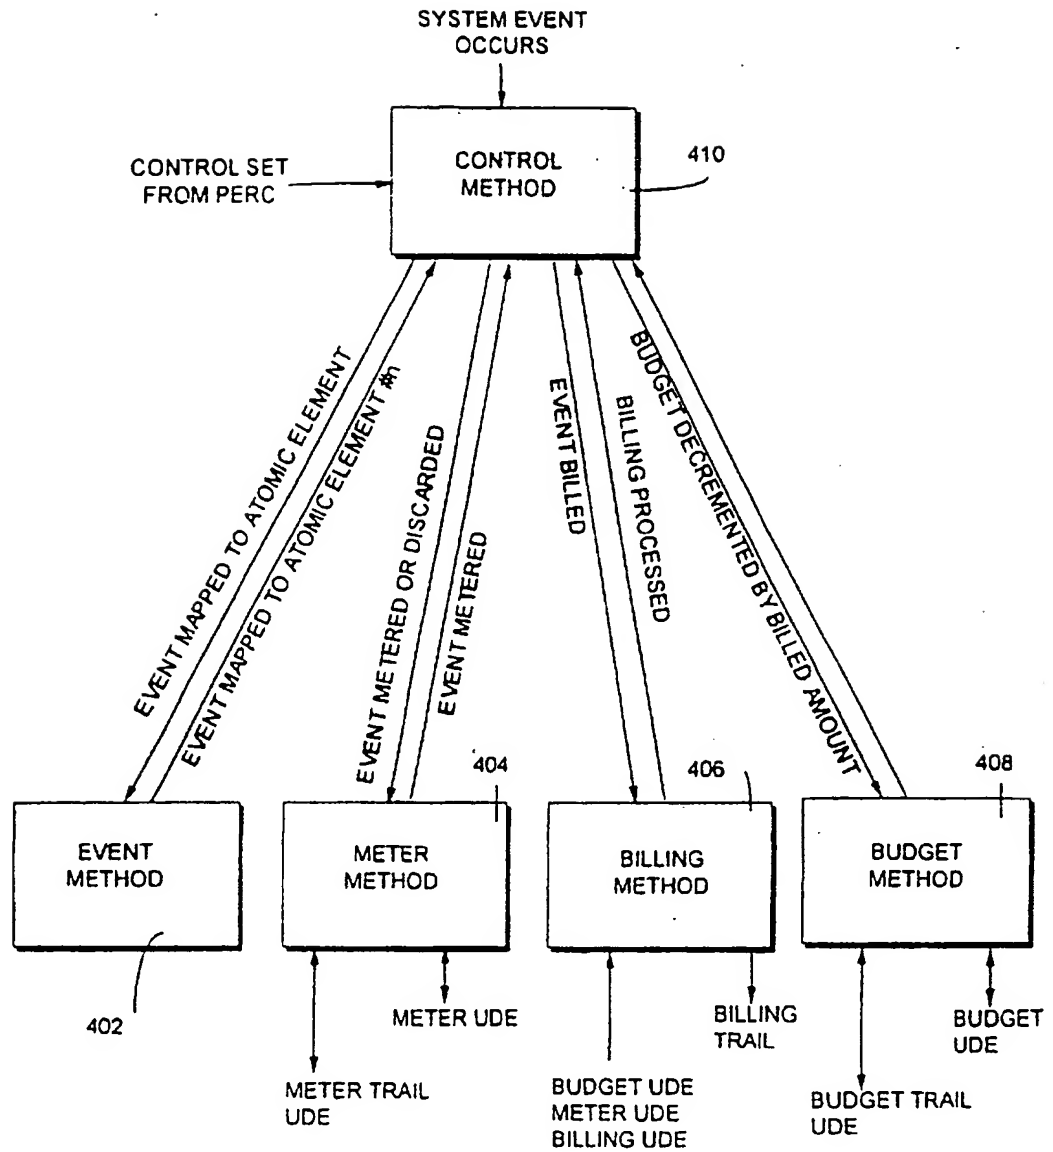 SYSTEM EVENT
OCCURS
CONTROL SET
FROM PERC
CONTROL
METHOD
410
EVENT MAPPED TO ATOMIC ELEMENT
EVENT MAPPED TO ATOMIC ELEMENT #n
EVENT METERED OR DISCARDED
EVENT METERED
EVENT BILLED
BILLING PROCESSED
BUDGET DECREMENTED BY BILLED AMOUNT
404
406
408
EVENT
METHOD
METER
METHOD
BILLING
METHOD
BUDGET
METHOD
402
METER UDE
METER TRAIL
UDE
BUDGET UDE
METER UDE
BILLING UDE
BILLING
TRAIL
BUDGET TRAIL
UDE
BUDGET
UDE